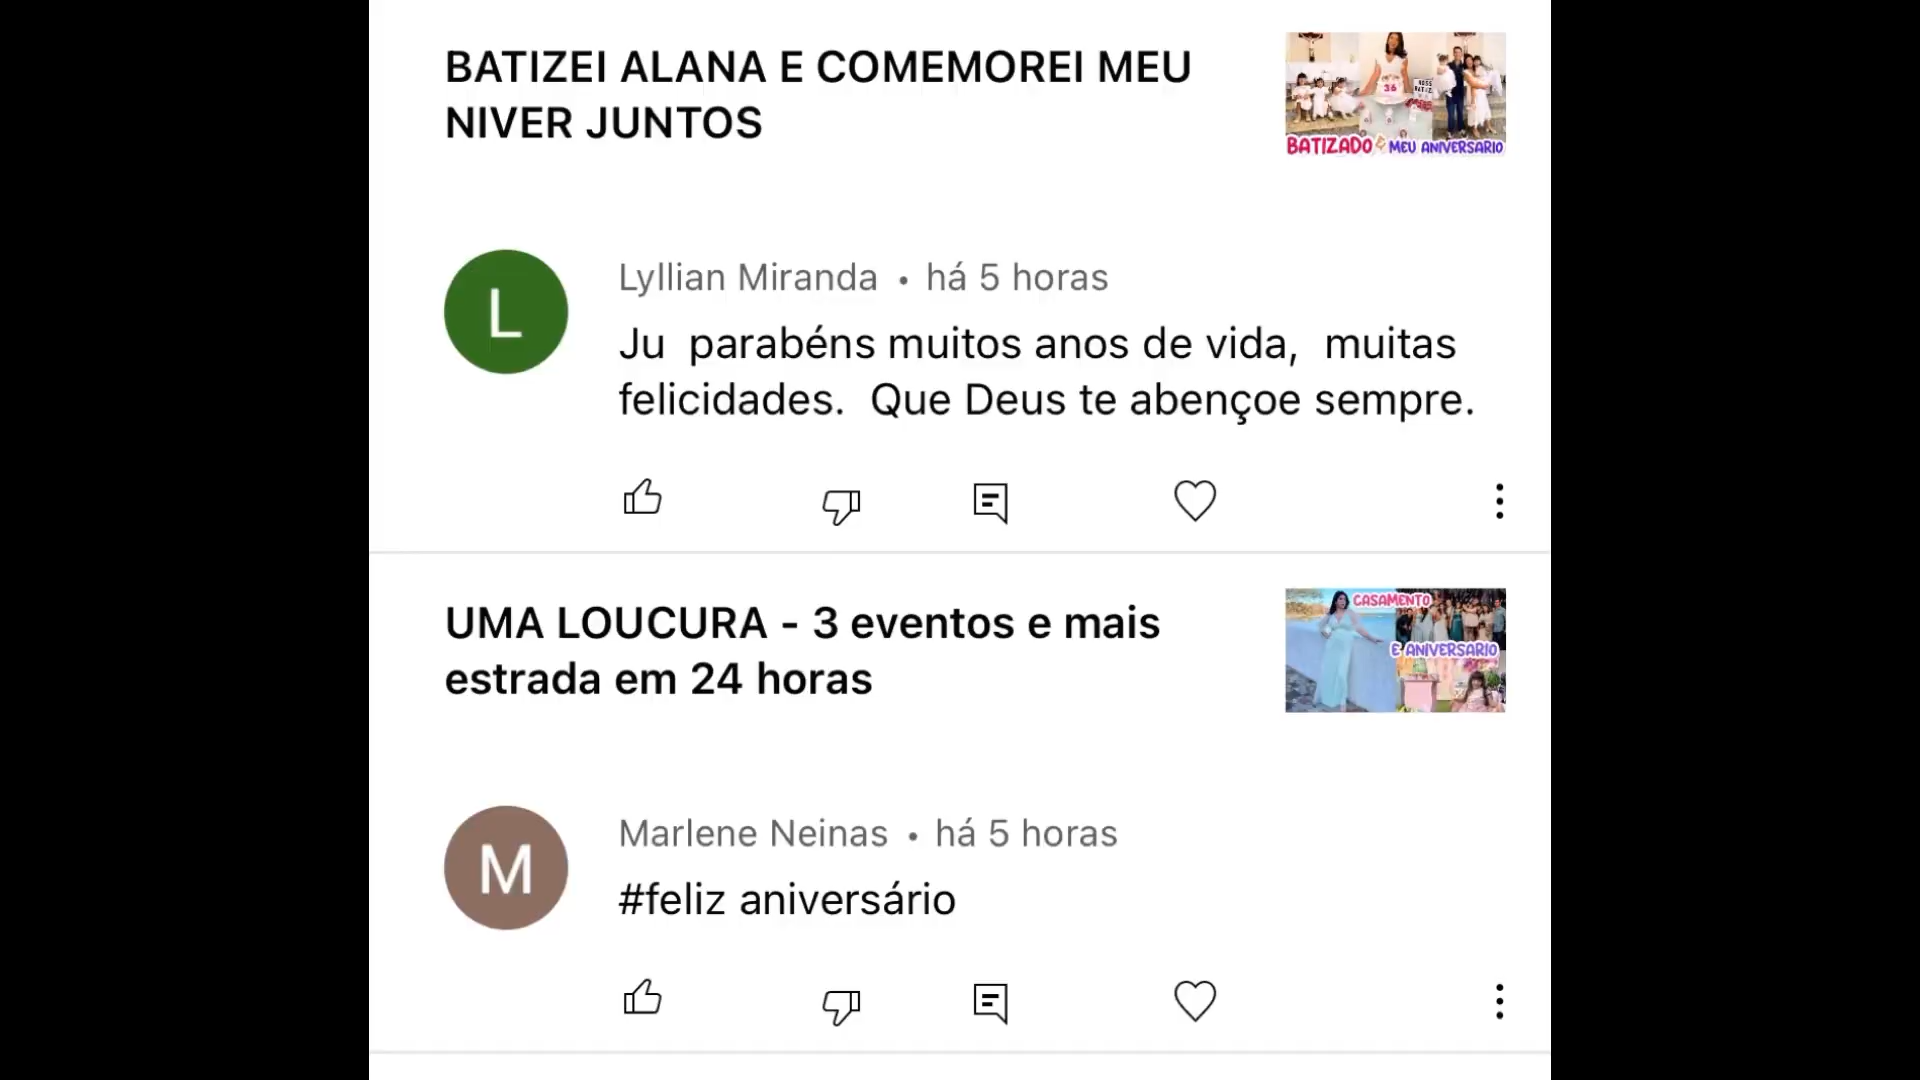 BATIZEI ALANA E COMEMOREI MEU
NIVER JUNTOS
36
BATIZADO
MEU ANIVERSARIO
L
Lyllian Miranda • há 5 horas
Ju parabéns muitos anos de vida, muitas
felicidades. Que Deus te abençoe sempre.
UMA LOUCURA - 3 eventos e mais
estrada em 24 horas
CASAMENTO
E ANIVERSARIO
M
Marlene Neinas • há 5 horas
#feliz aniversário